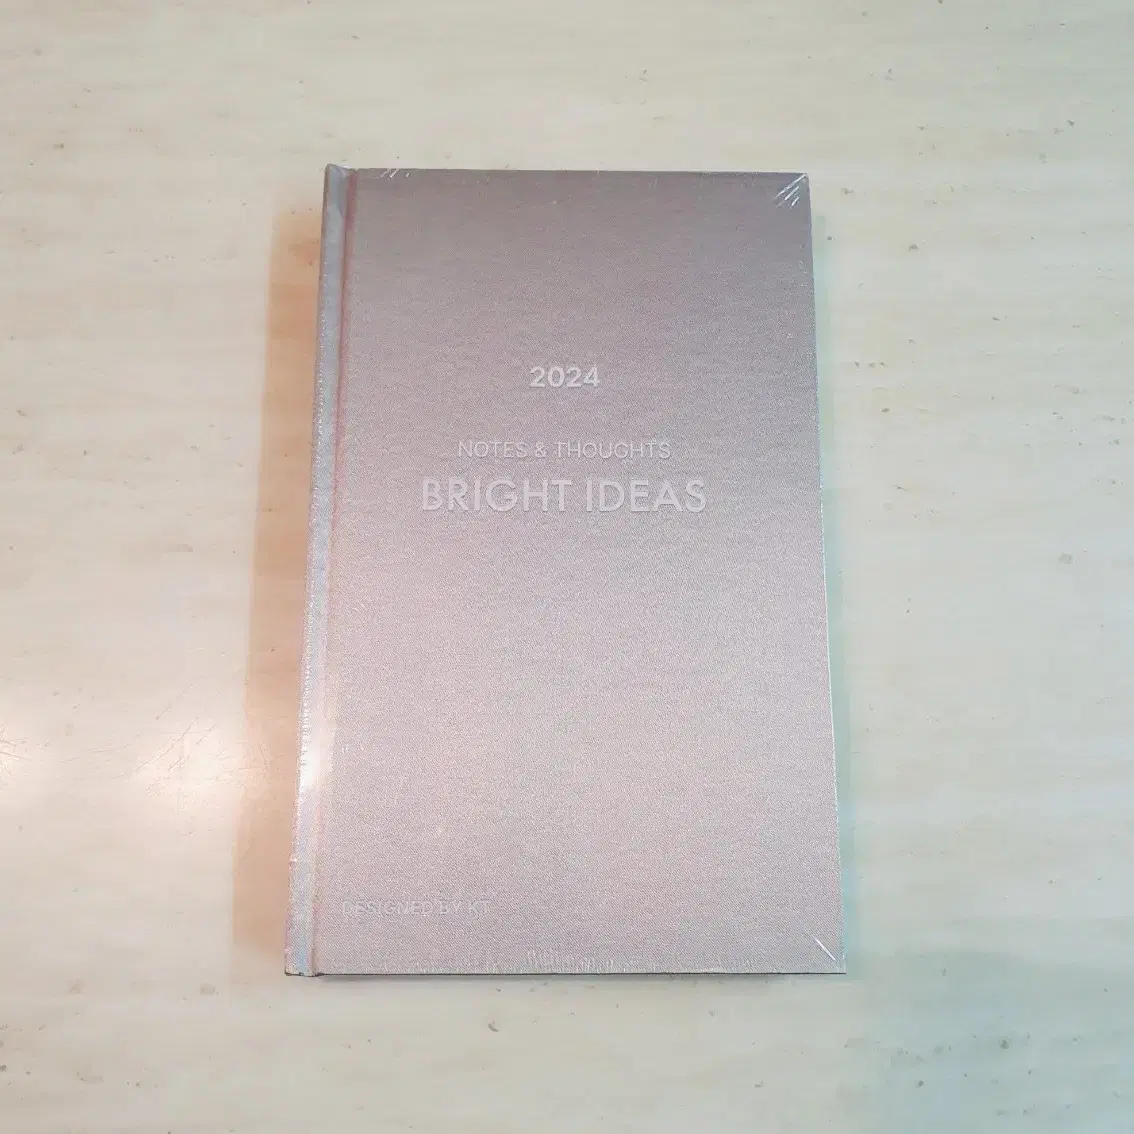 2024
NOTES & THOUGHTS
BRIGHT IDEAS
DESIGNED BY KT